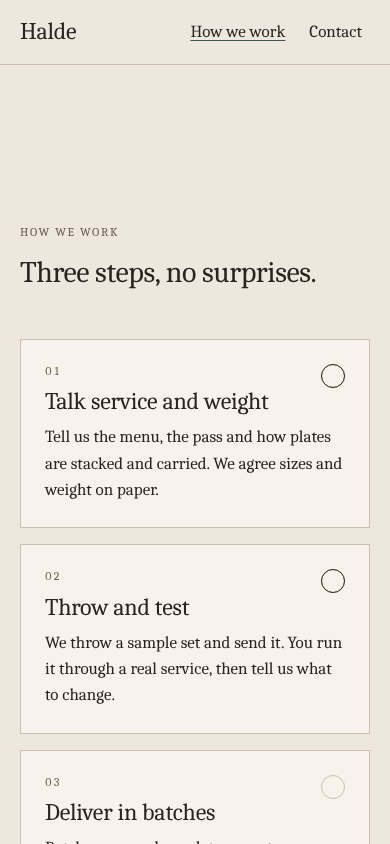 Halde
How we work
Contact
HOW WE WORK
Three steps, no surprises.
01
Talk service and weight
Tell us the menu, the pass and how plates
are stacked and carried. We agree sizes and
weight on paper.
02
Throw and test
We throw a sample set and send it. You run
it through a real service, then tell us what
to change.
03
Deliver in batches